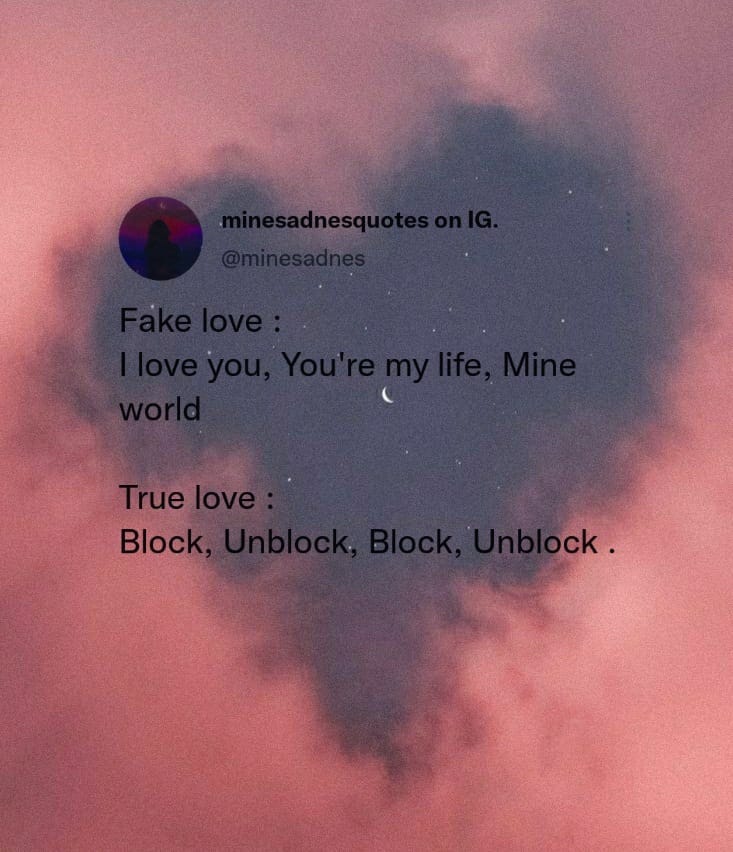 minesadnesquotes on IG.
@minesadnes
Fake love :
I love you, You're my life, Mine
world
True love :
Block, Unblock, Block, Unblock .